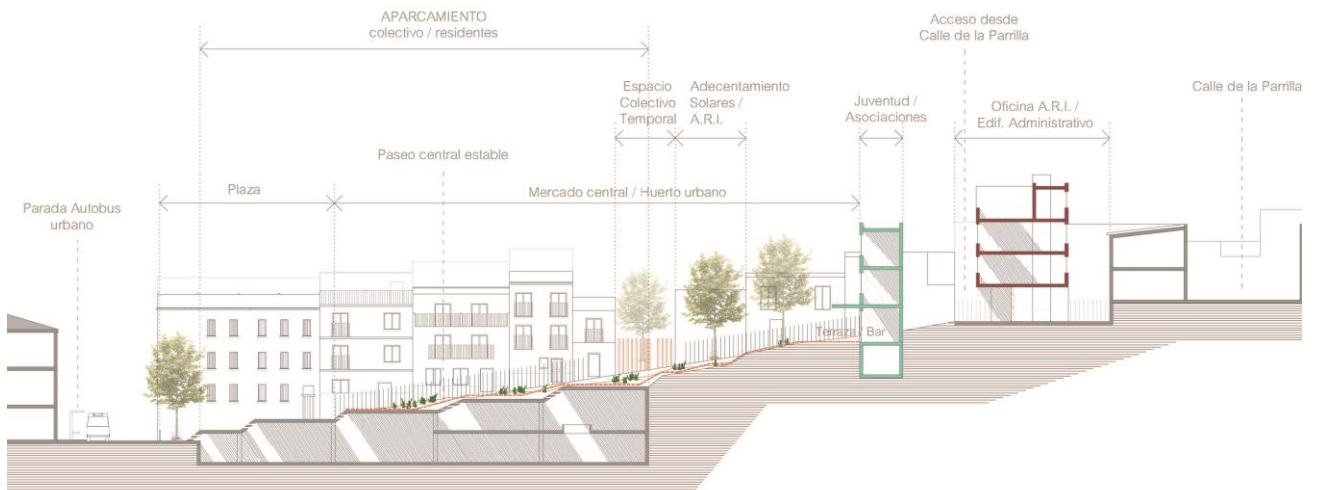 APARCAMIENTO
colectivo / residentes
Acceso desde
Calle de la Parrilla
Espacio
Colectivo
Temporal
Adecentamiento
Solares /
A.R.I.
Juventud /
Asociaciones
Oficina A.R.I. /
Edif. Administrativo
Calle de la Parrilla
Paseo central estable
Plaza
Mercado central / Huerto urbano
Parada Autobus
urbano
Terraza / Bar